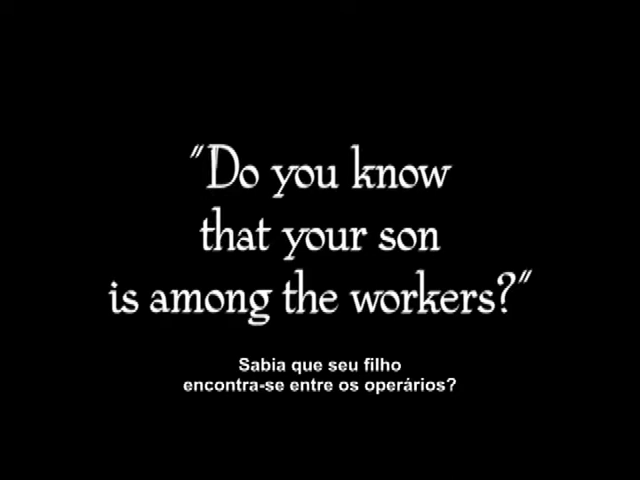 "Do you know
that your son
is among the workers?"
Sabia que seu filho
encontra-se entre os operários?